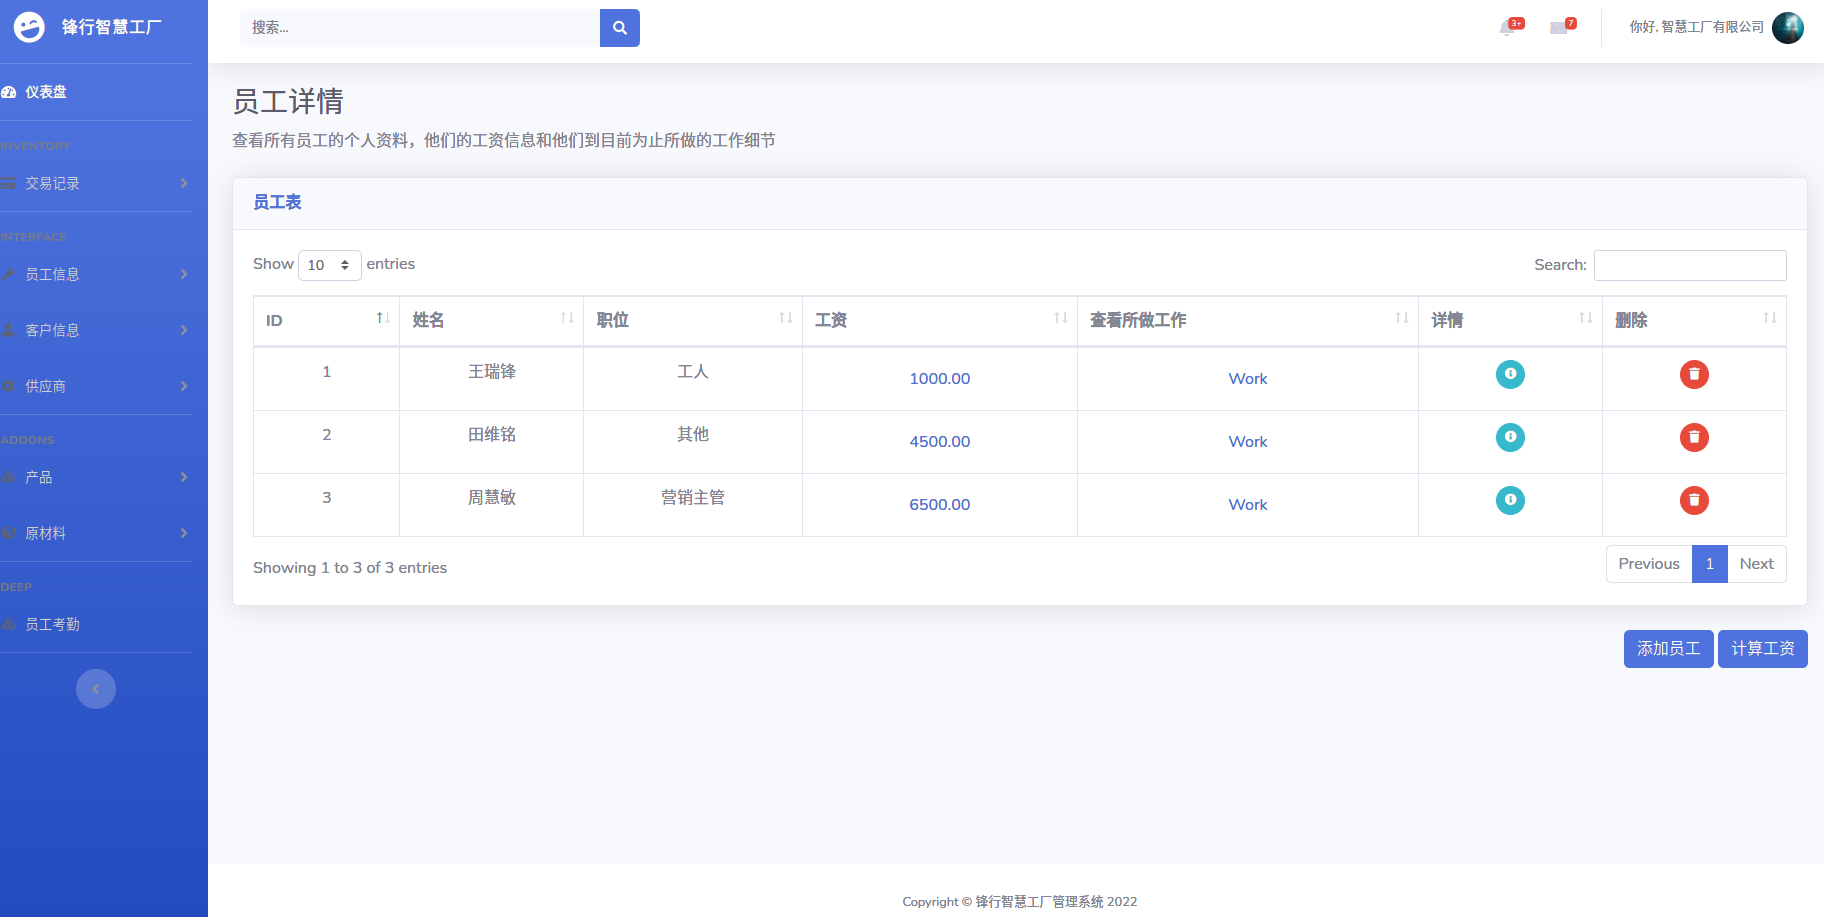 锋行智慧工厂
搜索...
3+
7
你好, 智慧工厂有限公司
仪表盘
INVENTORY
交易记录
INTERFACE
员工信息
客户信息
供应商
ADDONS
产品
原材料
DEEP
员工考勤
员工详情
查看所有员工的个人资料，他们的工资信息和他们到目前为止所做的工作细节
员工表
Show 10 entries
Search:
ID 姓名 职位 工资 查看所做工作 详情 删除
1 王瑞锋 工人 1000.00 Work
2 田维铭 其他 4500.00 Work
3 周慧敏 营销主管 6500.00 Work
Showing 1 to 3 of 3 entries
Previous 1 Next
添加员工 计算工资
Copyright © 锋行智慧工厂管理系统 2022